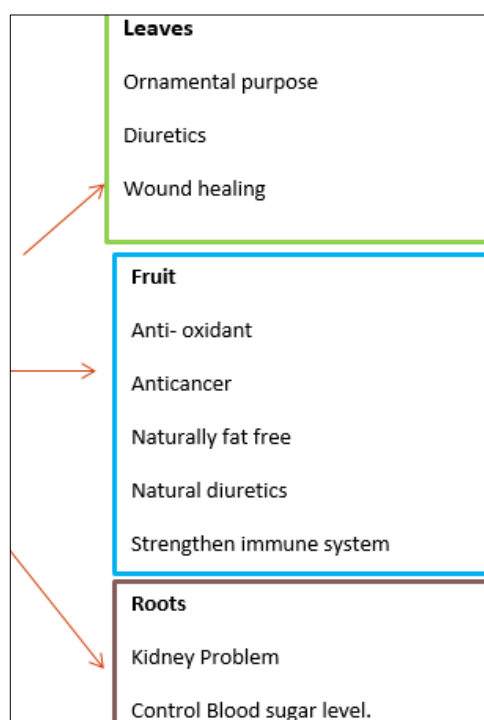 Leaves
Ornamental purpose
Diuretics
Wound healing
Fruit
Anti- oxidant
Anticancer
Naturally fat free
Natural diuretics
Strengthen immune system
Roots
Kidney Problem
Control Blood sugar level.